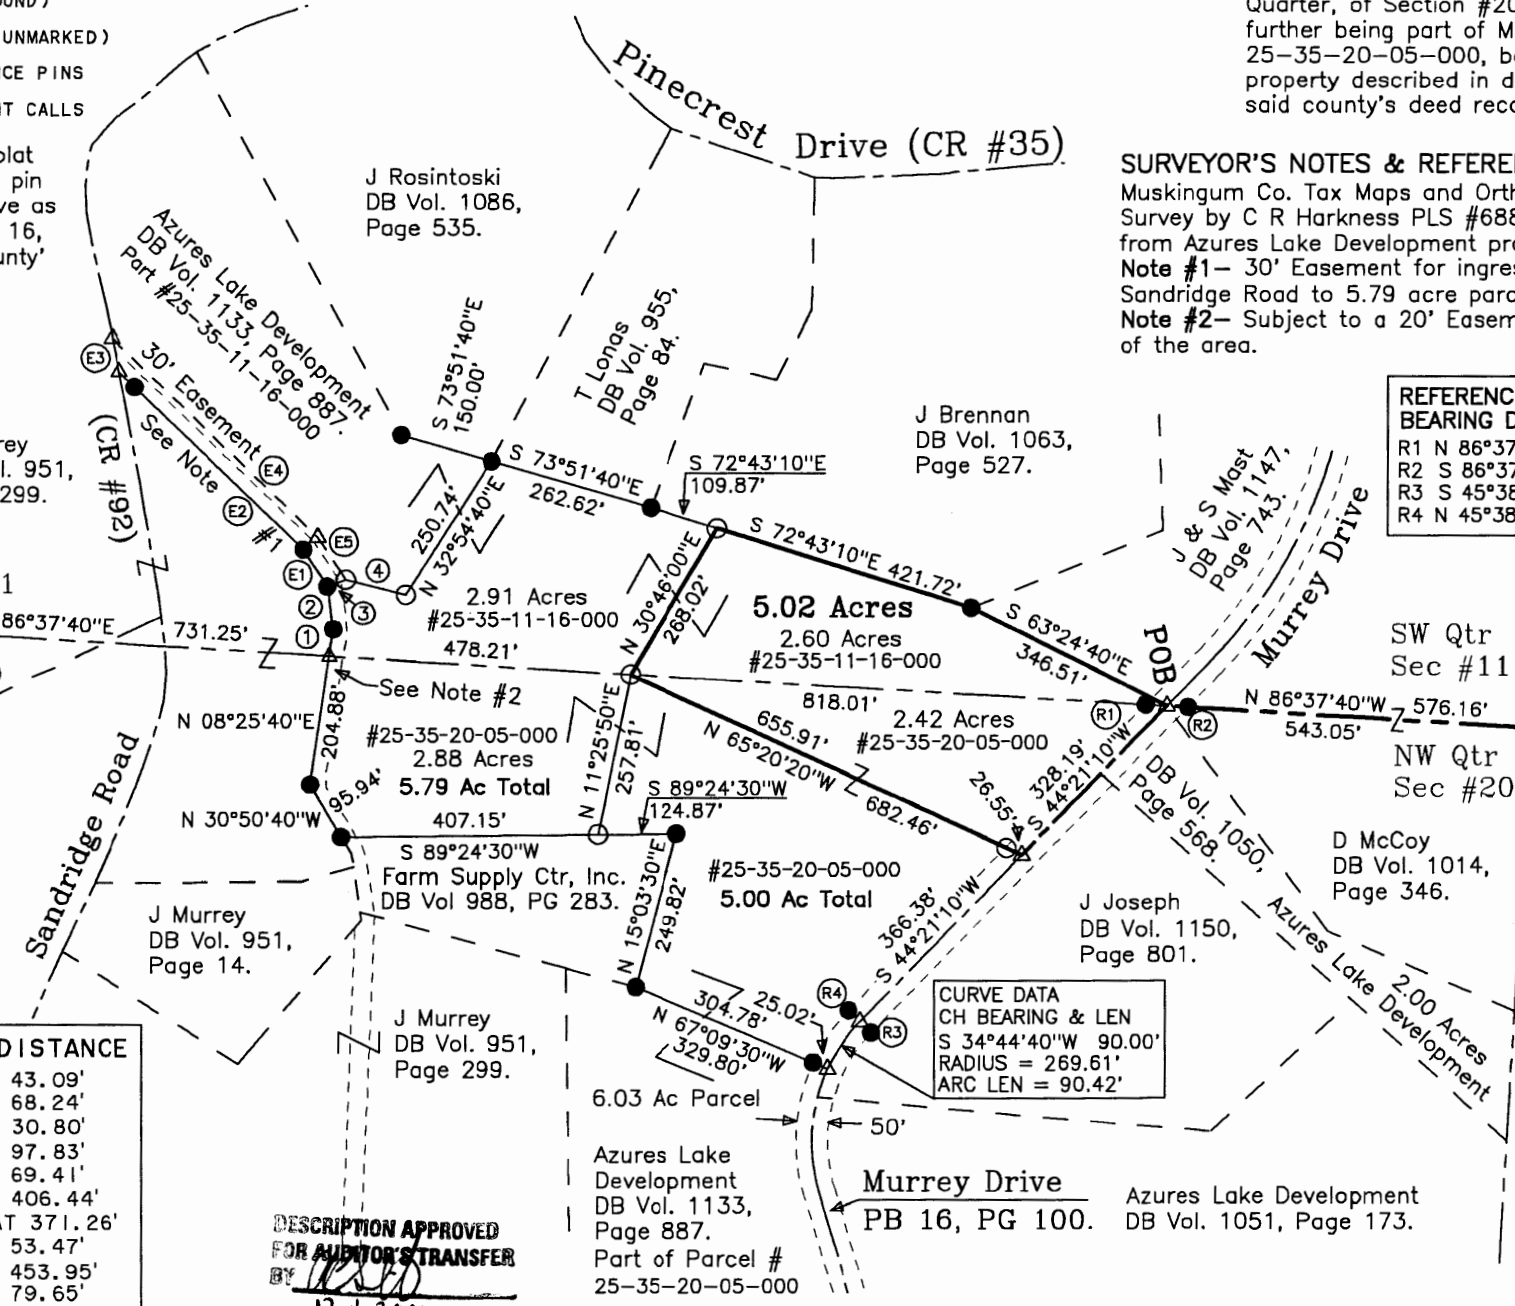 OUND)
UNMARKED)
CE PINS
T CALLS
plat
pin
ve as
16,
unty'
Quarter, of Section #20
further being part of M
25-35-20-05-000, b
property described in d
said county's deed reco
SURVEYOR'S NOTES & REFERE
Muskingum Co. Tax Maps and Orth
Survey by C R Harkness PLS #688
from Azures Lake Development pr
Note #1- 30' Easement for ingres
Sandridge Road to 5.79 acre parc
Note #2- Subject to a 20' Easem
of the area.
REFERENC
BEARING D
R1 N 86°37
R2 S 86°37
R3 S 45°38
R4 N 45°38
Pinecrest Drive (CR #35)
J Rosintoski
DB Vol. 1086,
Page 535.
Azures Lake Development
DB Vol. 1133, Page 887.
Part #25-35-11-16-000
30' Easement
See Note #1
E3
E4
E2
E5
E1
(CR #92)
rey
l. 951,
299.
S 73°51'40"E
150.00'
T Lonas
DB Vol. 955,
Page 84.
S 73°51'40"E
262.62'
S 72°43'10"E
109.87'
J Brennan
DB Vol. 1063,
Page 527.
J & S Mast
DB Vol. 1147,
Page 743.
Murrey Drive
250.74'
N 32°54'40"E
4
3
2
1
2.91 Acres
#25-35-11-16-000
N 30°46'00"E
268.02'
S 72°43'10"E 421.72'
5.02 Acres
2.60 Acres
#25-35-11-16-000
S 63°24'40"E
346.51'
POB
SW Qtr
Sec #11
1
86°37'40"E
731.25'
478.21'
818.01'
R1
R2
N 86°37'40"W
543.05'
576.16'
NW Qtr
Sec #20
See Note #2
N 08°25'40"E
204.88'
#25-35-20-05-000
2.88 Acres
5.79 Ac Total
N 11°25'50"E
257.81'
655.91'
N 65°20'20"W
682.46'
2.42 Acres
#25-35-20-05-000
26.55'
328.19'
S 44°21'10"W
DB Vol. 1050,
Page 568.
N 30°50'40"W
95.94'
407.15'
S 89°24'30"W
S 89°24'30"W
124.87'
Farm Supply Ctr, Inc.
DB Vol 988, PG 283.
N 15°03'30"E
249.82'
#25-35-20-05-000
5.00 Ac Total
366.38'
S 44°21'10"W
J Joseph
DB Vol. 1150,
Page 801.
D McCoy
DB Vol. 1014,
Page 346.
Azures Lake Development
2.00 Acres
Sandridge Road
J Murrey
DB Vol. 951,
Page 14.
J Murrey
DB Vol. 951,
Page 299.
304.78'
N 67°09'30"W
329.80'
25.02'
R4
R3
CURVE DATA
CH BEARING & LEN
S 34°44'40"W 90.00'
RADIUS = 269.61'
ARC LEN = 90.42'
6.03 Ac Parcel
50'
Azures Lake
Development
DB Vol. 1133,
Page 887.
Part of Parcel #
25-35-20-05-000
Murrey Drive
PB 16, PG 100.
Azures Lake Development
DB Vol. 1051, Page 173.
DISTANCE
43.09'
68.24'
30.80'
97.83'
69.41'
406.44'
AT 371.26'
53.47'
453.95'
79.65'
DESCRIPTION APPROVED
FOR AUDITOR'S TRANSFER
BY